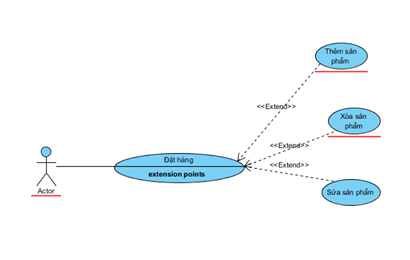 Thêm sản
phẩm
<<Extend>>
Xóa sản
phẩm
<<Extend>>
Đặt hàng
<<Extend>>
extension points
Actor
Sửa sản phẩm